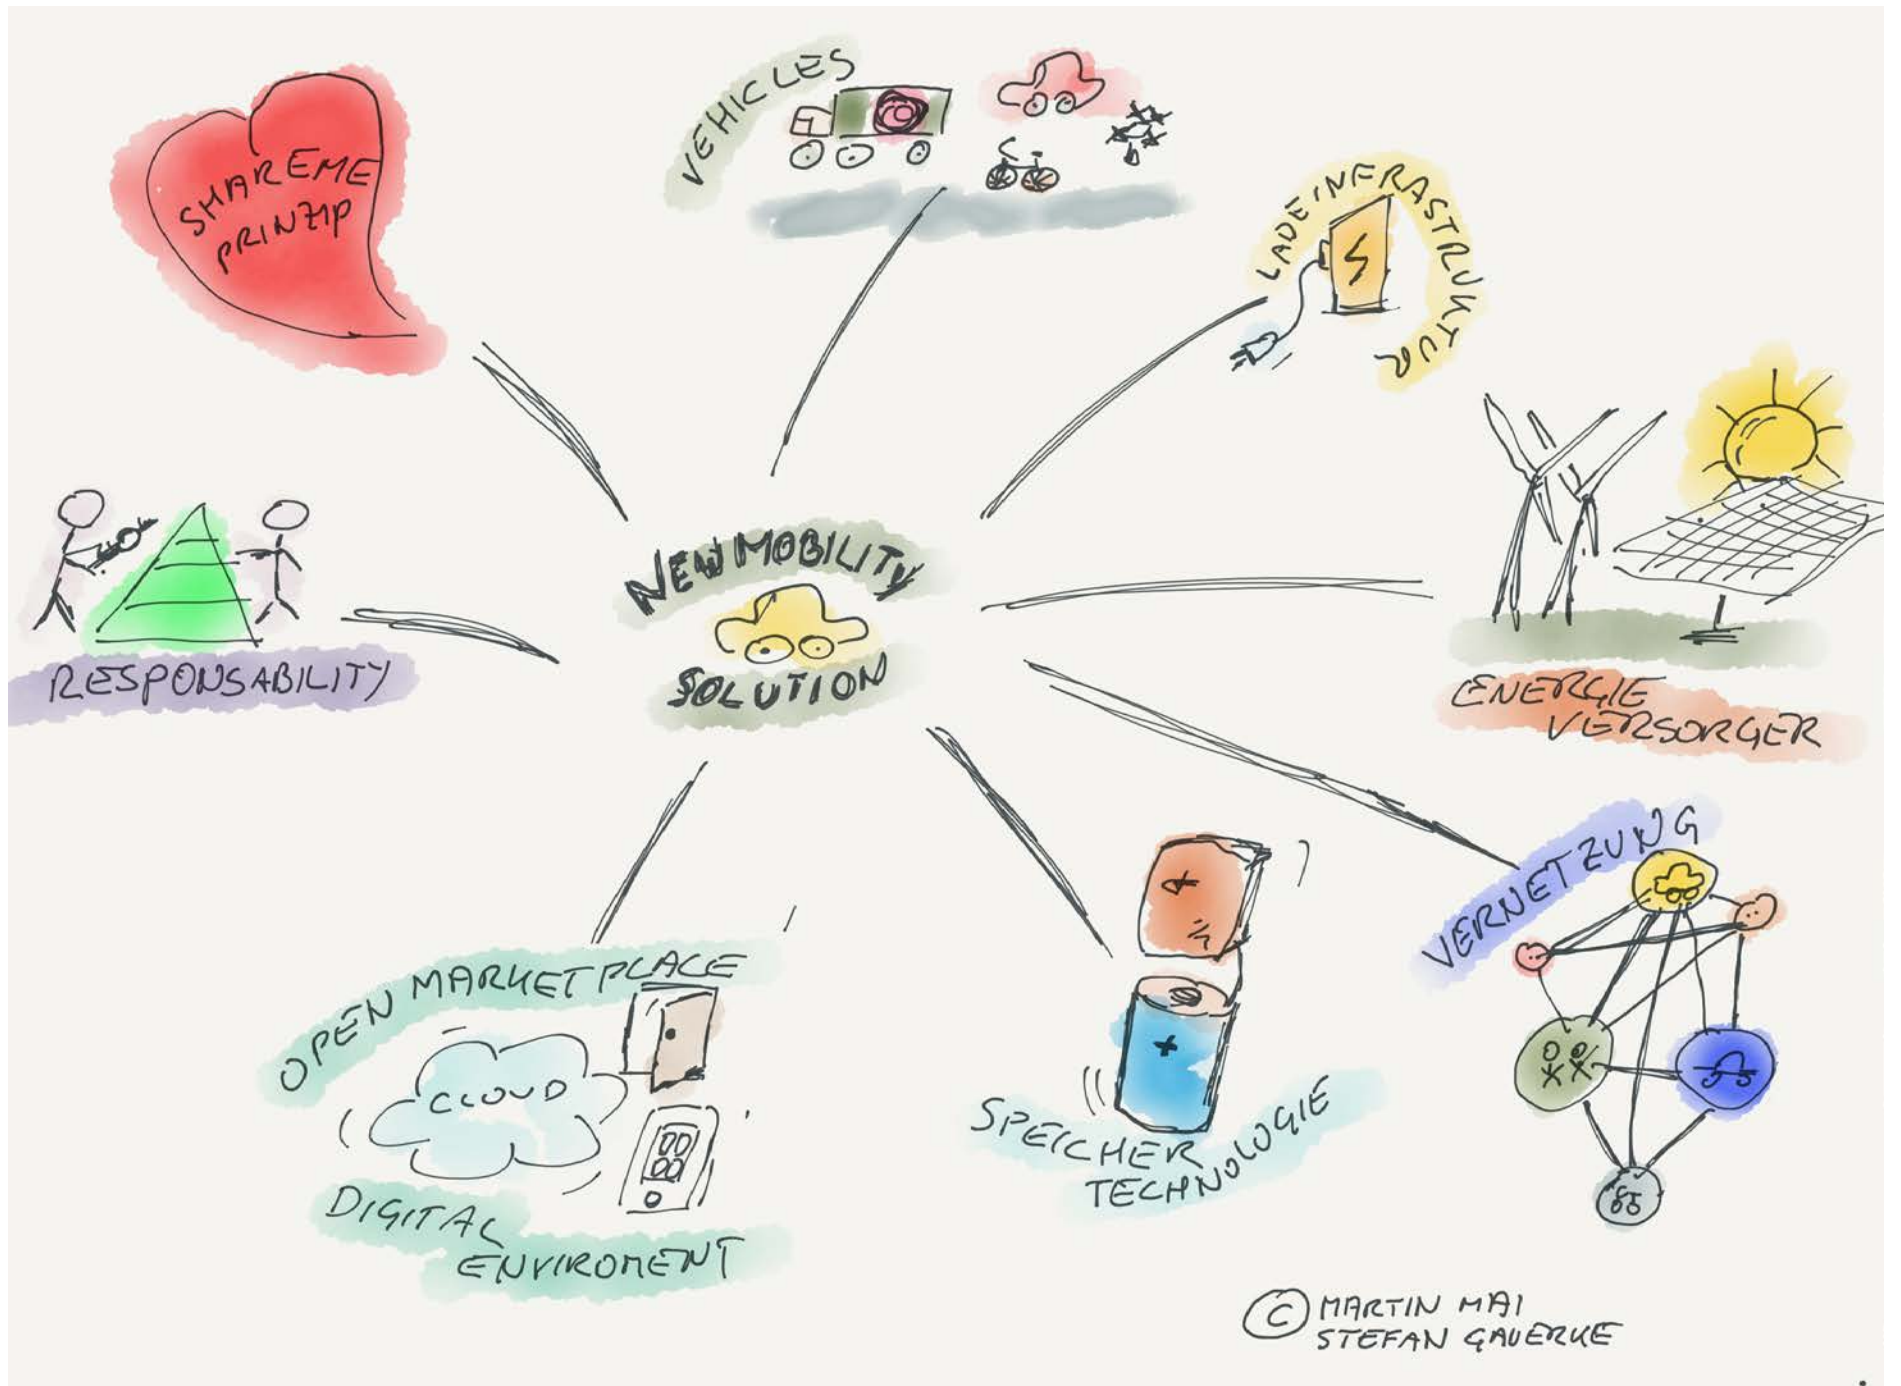 SHAREME
PRINZIP
VEHICLES
LADEINFRASTRUKTUR
NEW MOBILITY
SOLUTION
RESPONSABILITY
ENERGIE
VERSORGER
VERNETZUNG
OPEN MARKETPLACE
CLOUD
DIGITAL
ENVIROMENT
SPEICHER
TECHNOLOGIE
© MARTIN MAI
STEFAN GAUERKE